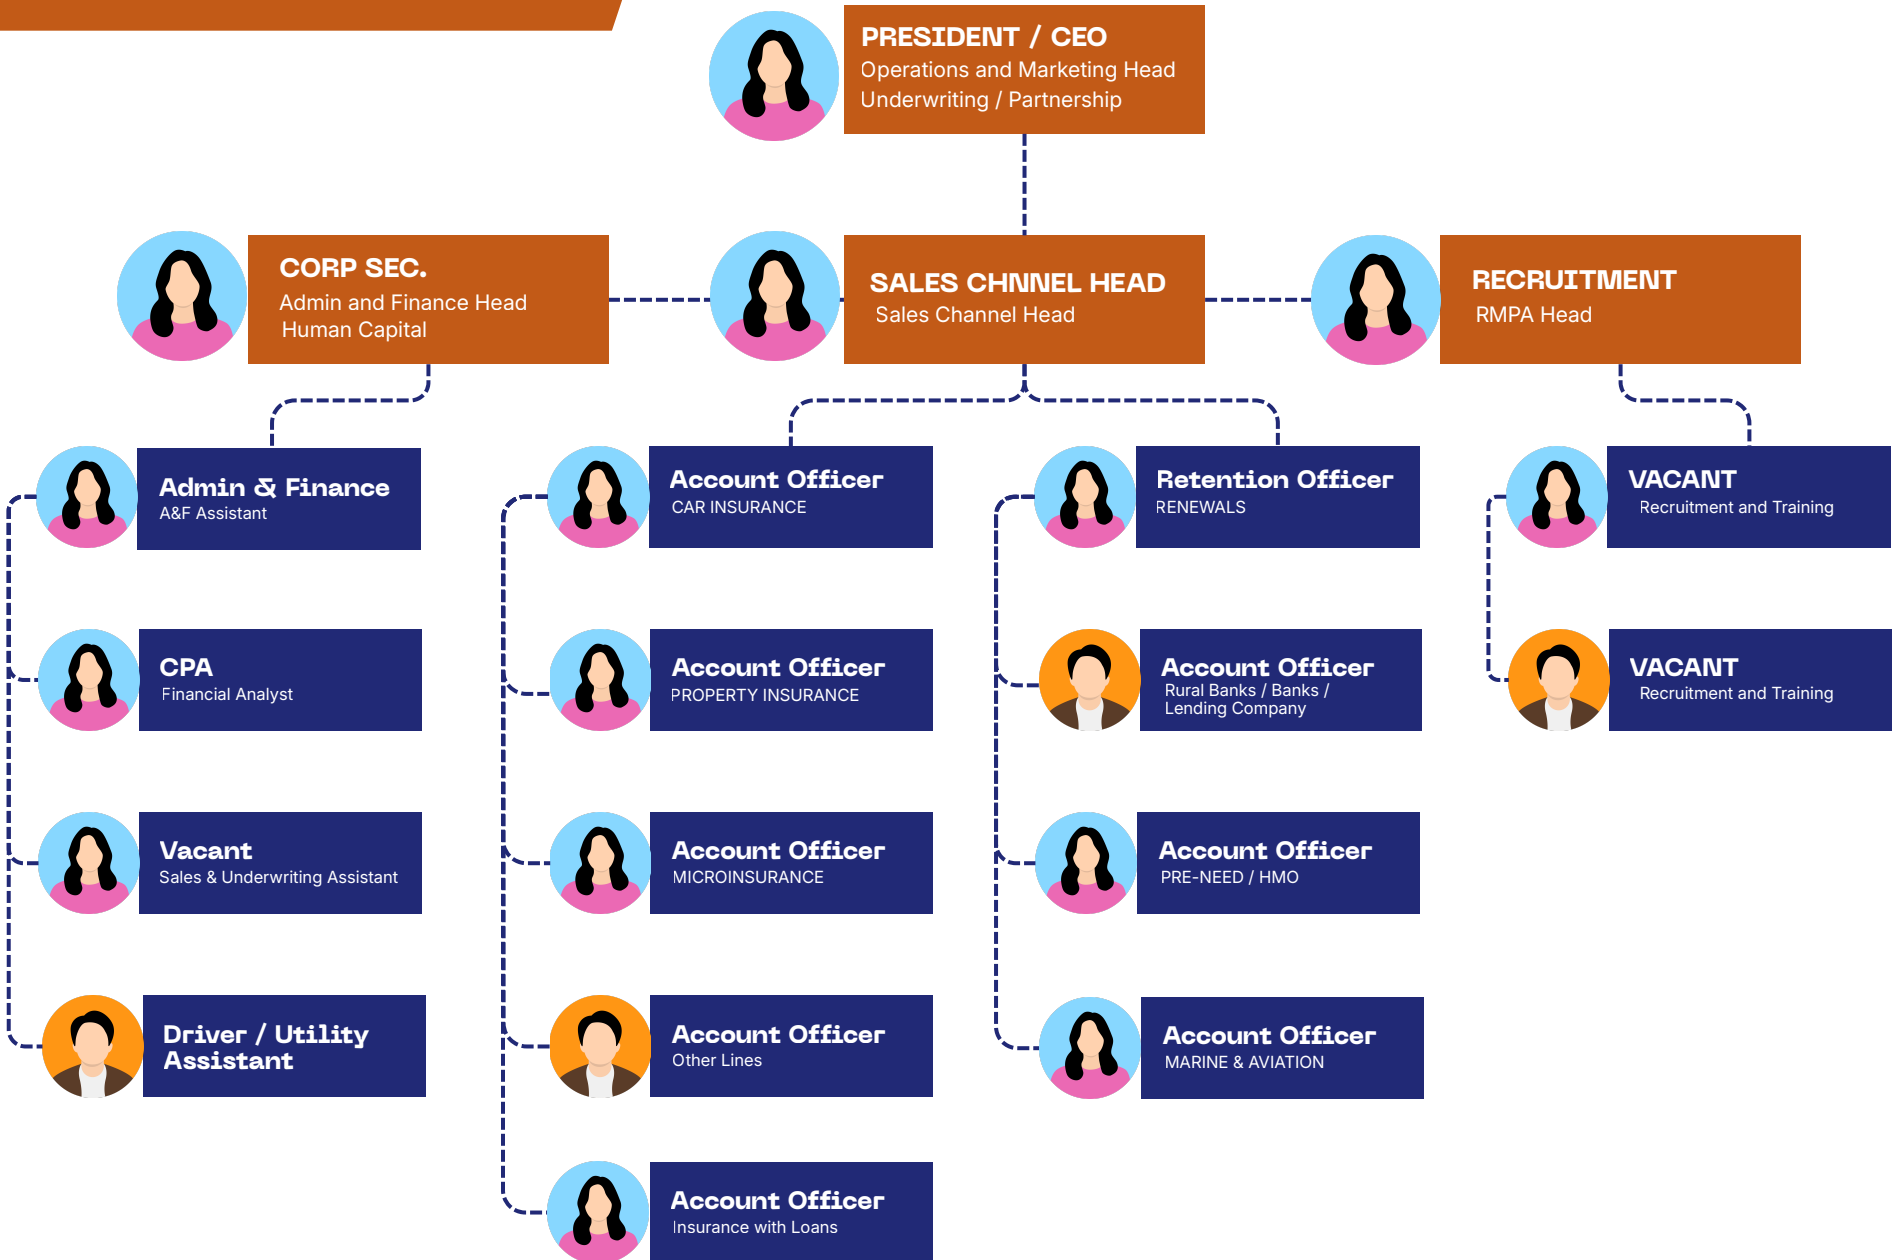 PRESIDENT / CEO
Operations and Marketing Head
Underwriting / Partnership
CORP SEC.
Admin and Finance Head
Human Capital
SALES CHNNEL HEAD
Sales Channel Head
RECRUITMENT
RMPA Head
Admin & Finance
A&F Assistant
CPA
Financial Analyst
Vacant
Sales & Underwriting Assistant
Driver / Utility
Assistant
Account Officer
CAR INSURANCE
Account Officer
PROPERTY INSURANCE
Account Officer
MICROINSURANCE
Account Officer
Other Lines
Account Officer
Insurance with Loans
Retention Officer
RENEWALS
Account Officer
Rural Banks / Banks /
Lending Company
Account Officer
PRE-NEED / HMO
Account Officer
MARINE & AVIATION
VACANT
Recruitment and Training
VACANT
Recruitment and Training